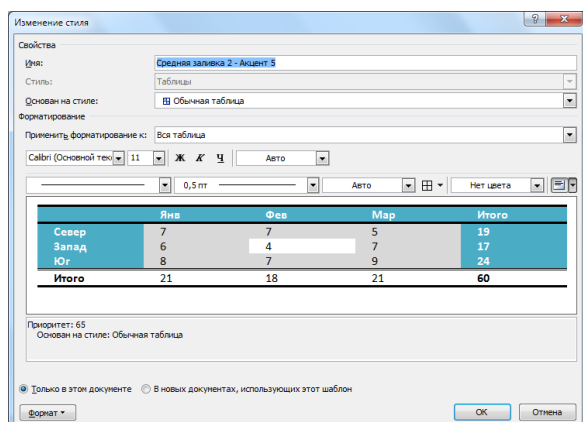 Изменение стиля
Свойства
Имя: Средняя заливка 2 - Акцент 5
Стиль: Таблицы
Основан на стиле: Обычная таблица
Форматирование
Применить форматирование к: Вся таблица
Calibri (Основной тек 11 Ж К Ч Авто
0,5 пт Авто Нет цвета
Янв Фев Мар Итого
Север 7 7 5 19
Запад 6 4 7 17
Юг 8 7 9 24
Итого 21 18 21 60
Приоритет: 65
Основан на стиле: Обычная таблица
Только в этом документе В новых документах, использующих этот шаблон
Формат ОК Отмена